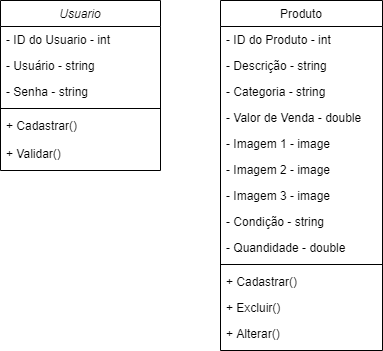 Usuario
- ID do Usuario - int
- Usuário - string
- Senha - string
+ Cadastrar()
+ Validar()
Produto
- ID do Produto - int
- Descrição - string
- Categoria - string
- Valor de Venda - double
- Imagem 1 - image
- Imagem 2 - image
- Imagem 3 - image
- Condição - string
- Quandidade - double
+ Cadastrar()
+ Excluir()
+ Alterar()